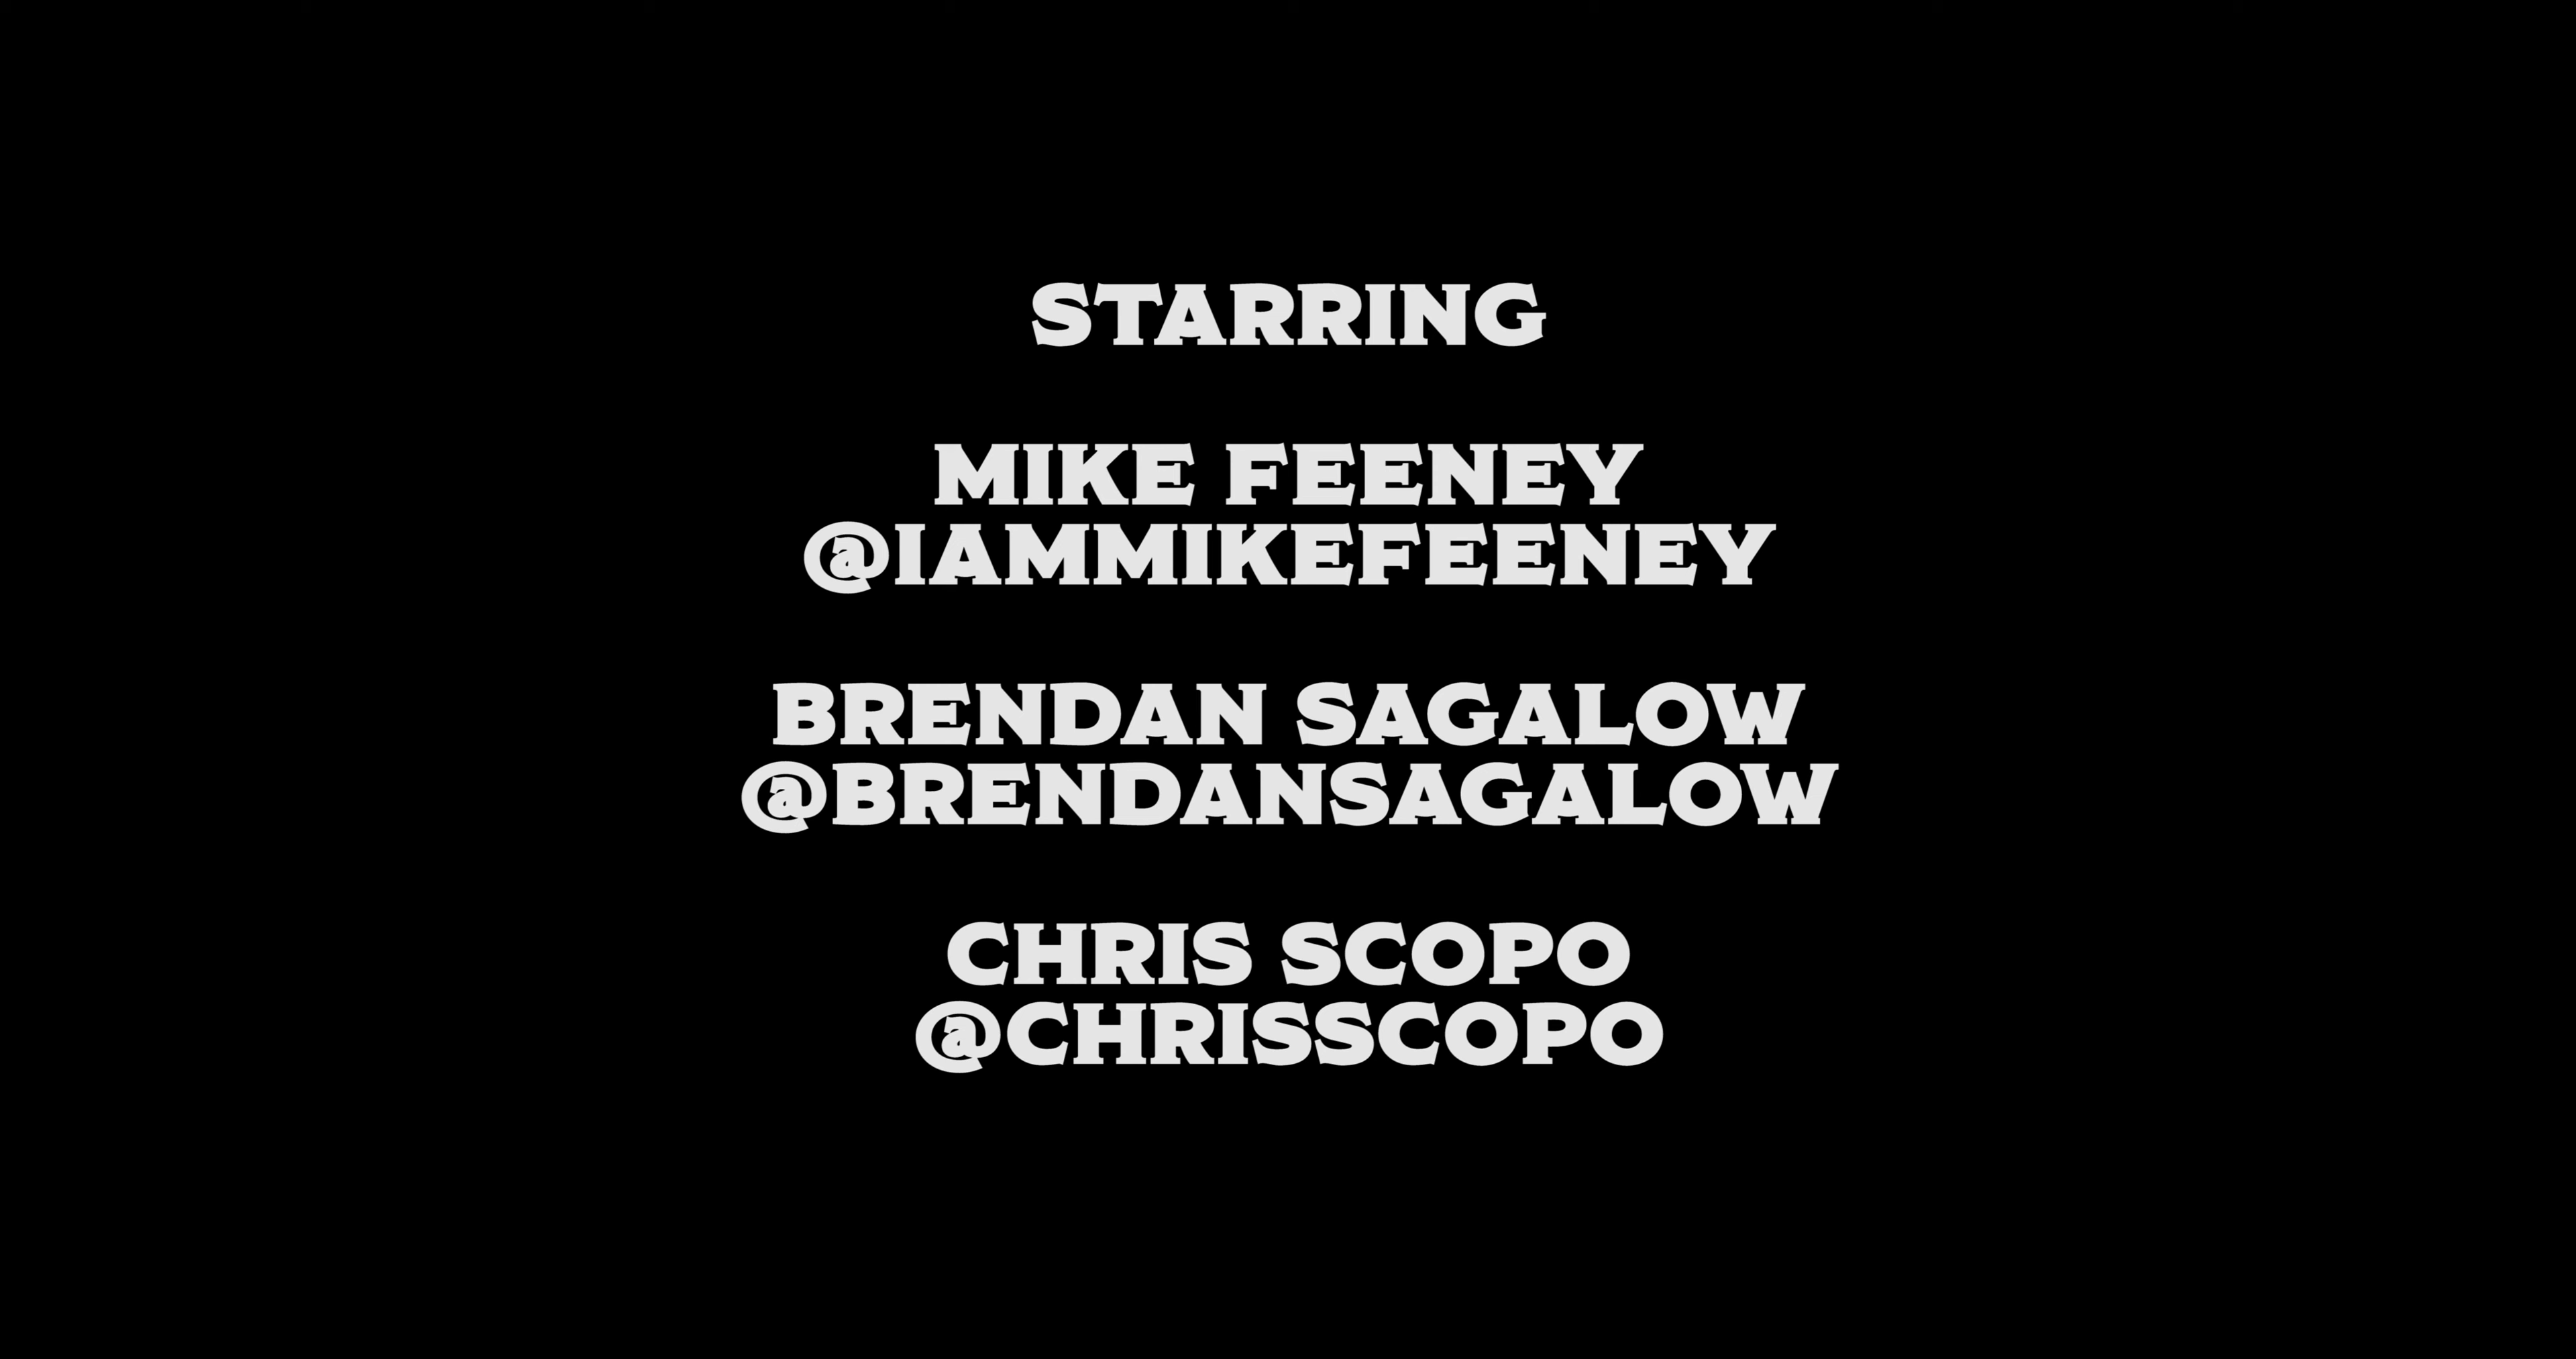 STARRING
MIKE FEENEY
@IAMMIKEFEENEY
BRENDAN SAGALOW
@BRENDANSAGALOW
CHRIS SCOPO
@CHRISSCOPO